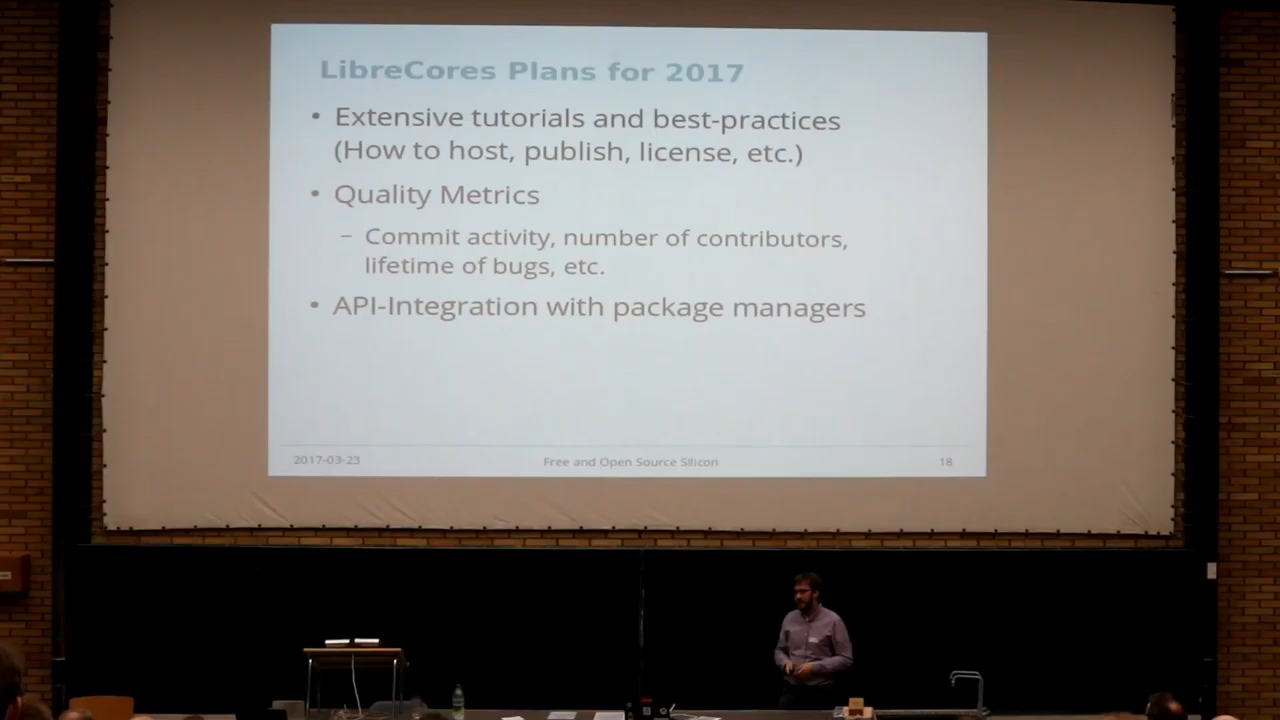 LibreCores Plans for 2017
• Extensive tutorials and best-practices
(How to host, publish, license, etc.)
• Quality Metrics
– Commit activity, number of contributors,
lifetime of bugs, etc.
• API-Integration with package managers
2017-03-23 Free and Open Source Silicon 18